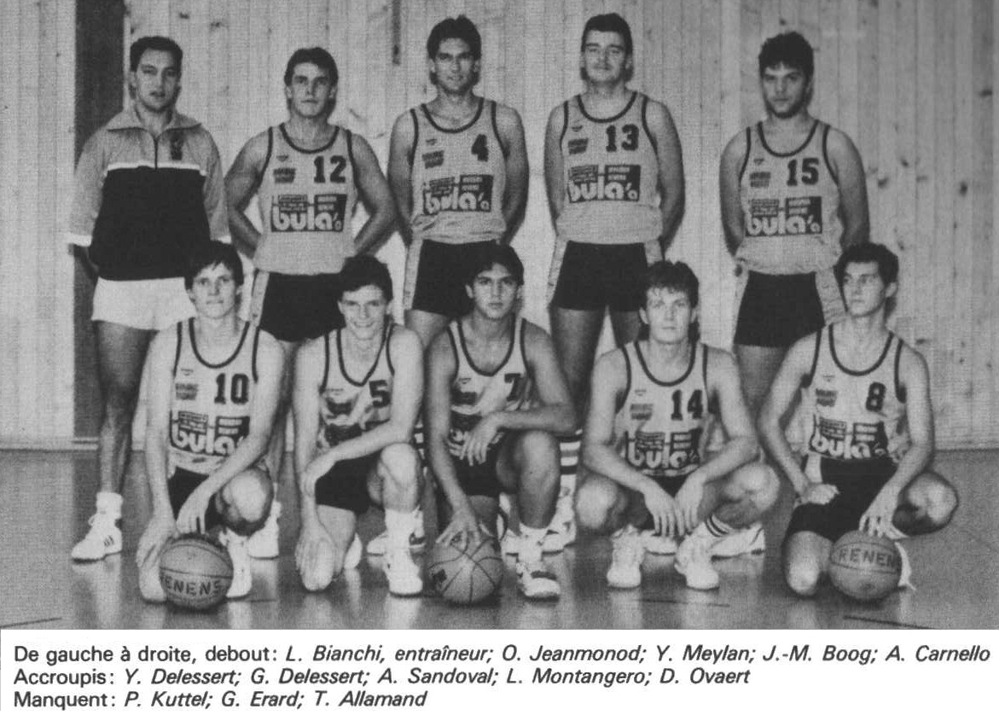 12
4
13
15
bula'a
bula'a
bula'a
bula'a
10
5
7
14
8
bula'a
bula'a
bula'a
RENENS
RENENS
De gauche à droite, debout: L. Bianchi, entraîneur; O. Jeanmonod; Y. Meylan; J.-M. Boog; A. Carnello
Accroupis: Y. Delessert; G. Delessert; A. Sandoval; L. Montangero; D. Ovaert
Manquent: P. Kuttel; G. Erard; T. Allamand